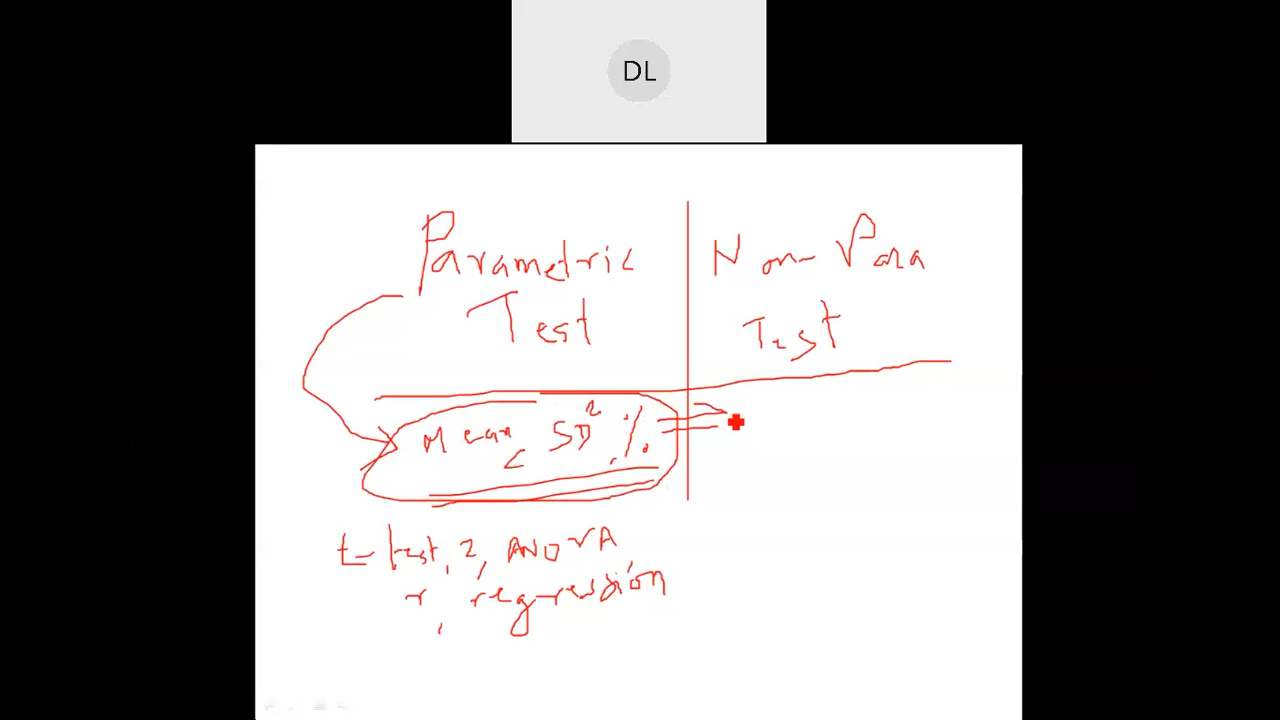 DL
Parametric
Test
Non-Para
Test
Mean, SD², %
t-test, z, ANOVA
r, regression